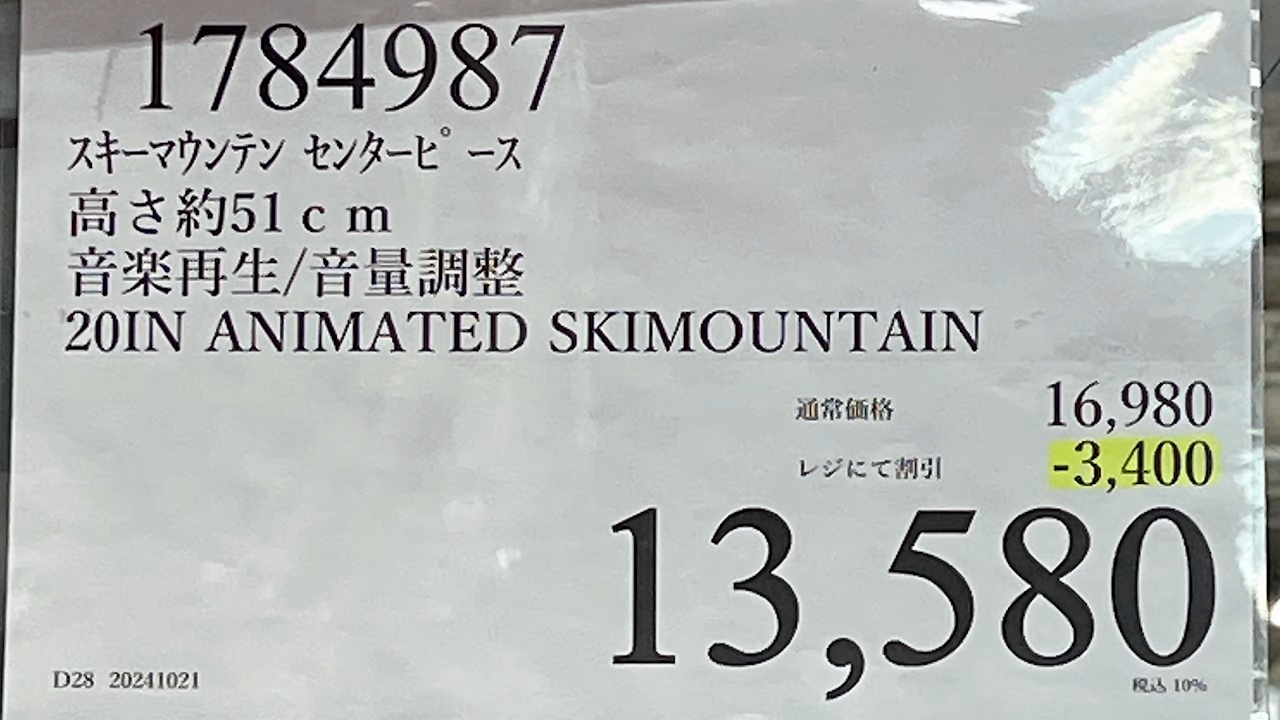 1784987
スキーマウンテン センターピース
高さ約51ｃｍ
音楽再生/音量調整
20IN ANIMATED SKIMOUNTAIN
通常価格 16,980
レジにて割引 -3,400
13,580
D28 20241021
税込 10%